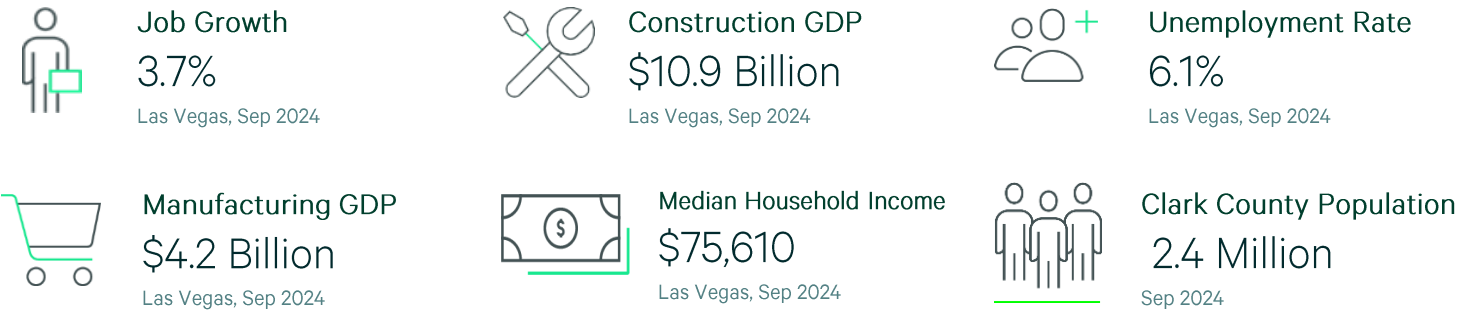 Job Growth
3.7%
Las Vegas, Sep 2024
Construction GDP
$10.9 Billion
Las Vegas, Sep 2024
Unemployment Rate
6.1%
Las Vegas, Sep 2024
Manufacturing GDP
$4.2 Billion
Las Vegas, Sep 2024
$
Median Household Income
$75,610
Las Vegas, Sep 2024
Clark County Population
2.4 Million
Sep 2024